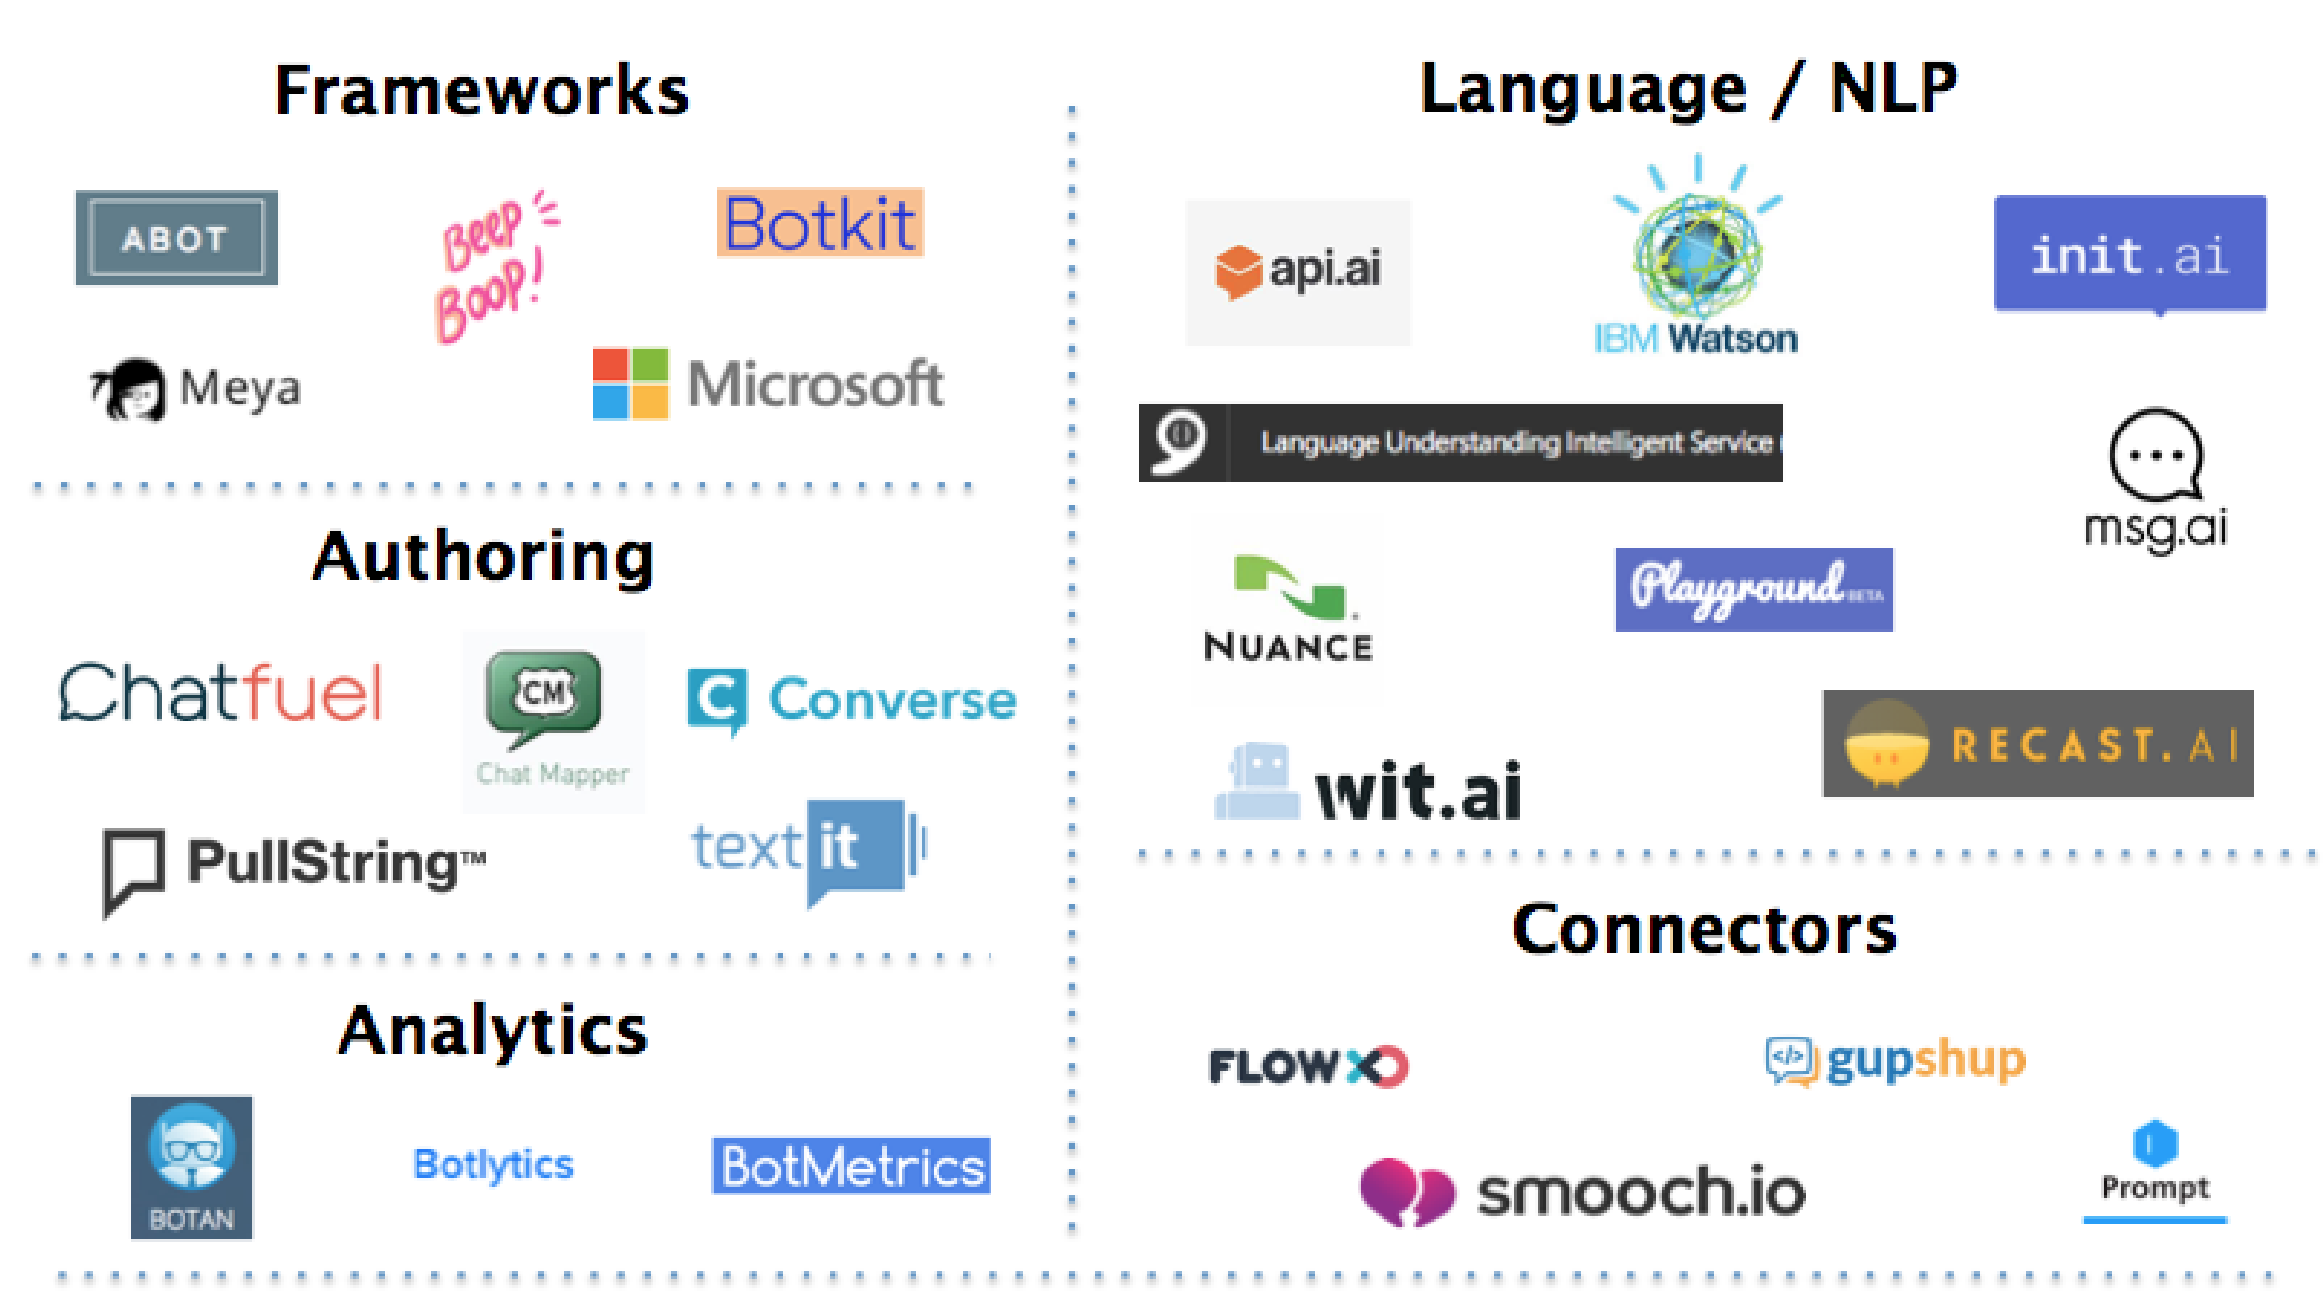 Frameworks
ABOT
Beep
Boop!
Botkit
Meya
Microsoft
Authoring
Chatfuel
CM
Chat Mapper
C Converse
PullString™
textit
Analytics
BOTAN
Botlytics
BotMetrics
Language / NLP
api.ai
IBM Watson
init.ai
Language Understanding Intelligent Service
msg.ai
NUANCE
Playground BETA
wit.ai
RECAST.AI
Connectors
FLOW XO
</> gupshup
smooch.io
Prompt